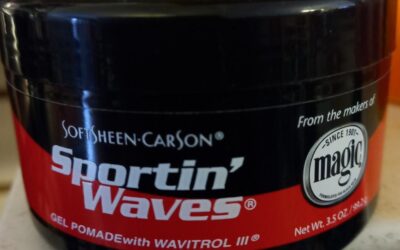 SOFTSHEEN-CARSON®
Sportin'
Waves®
GEL POMADE with WAVITROL III®
From the makers of
SINCE 1901
magic
Net Wt. 3.5 OZ